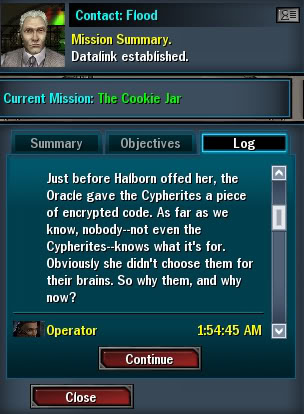 Contact: Flood
Mission Summary.
Datalink established.
Current Mission: The Cookie Jar
Summary
Objectives
Log
Just before Halborn offed her, the
Oracle gave the Cypherites a piece
of encrypted code. As far as we
know, nobody--not even the
Cypherites--knows what it's for.
Obviously she didn't choose them for
their brains. So why them, and why
now?
Operator 1:54:45 AM
Continue
Close